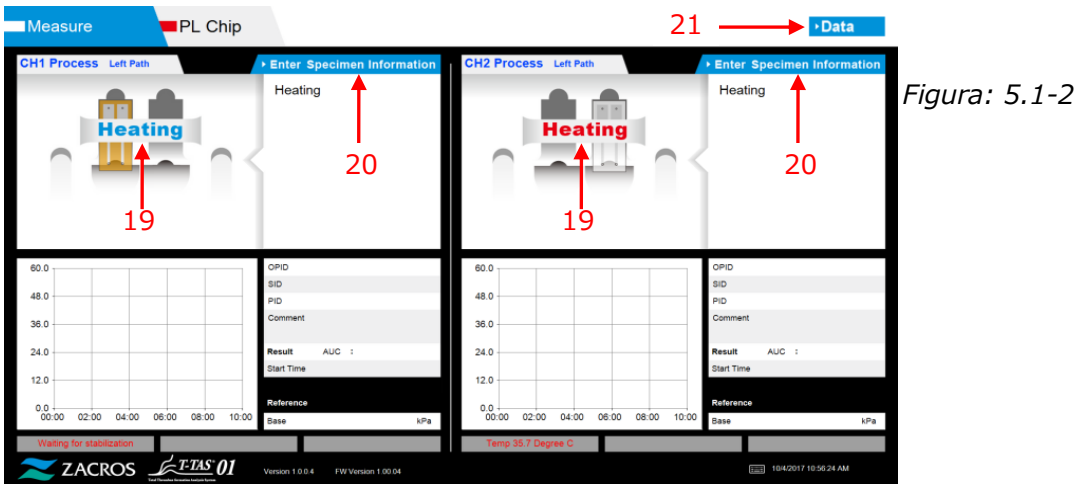 Measure
PL Chip
21
Data
CH1 Process Left Path
Enter Specimen Information
Heating
Heating
19
20
CH2 Process Left Path
Enter Specimen Information
Heating
Heating
19
20
Figura: 5.1-2
60.0
48.0
36.0
24.0
12.0
0.0
00:00 02:00 04:00 06:00 08:00 10:00
OPID
SID
PID
Comment
Result AUC :
Start Time
Reference
Base kPa
60.0
48.0
36.0
24.0
12.0
0.0
00:00 02:00 04:00 06:00 08:00 10:00
OPID
SID
PID
Comment
Result AUC :
Start Time
Reference
Base kPa
Waiting for stabilization
Temp 35.7 Degree C
ZACROS
T-TAS® 01
Total Thrombus-formation Analysis System
Version 1.0.0.4 FW Version 1.00.04
10/4/2017 10:56:24 AM